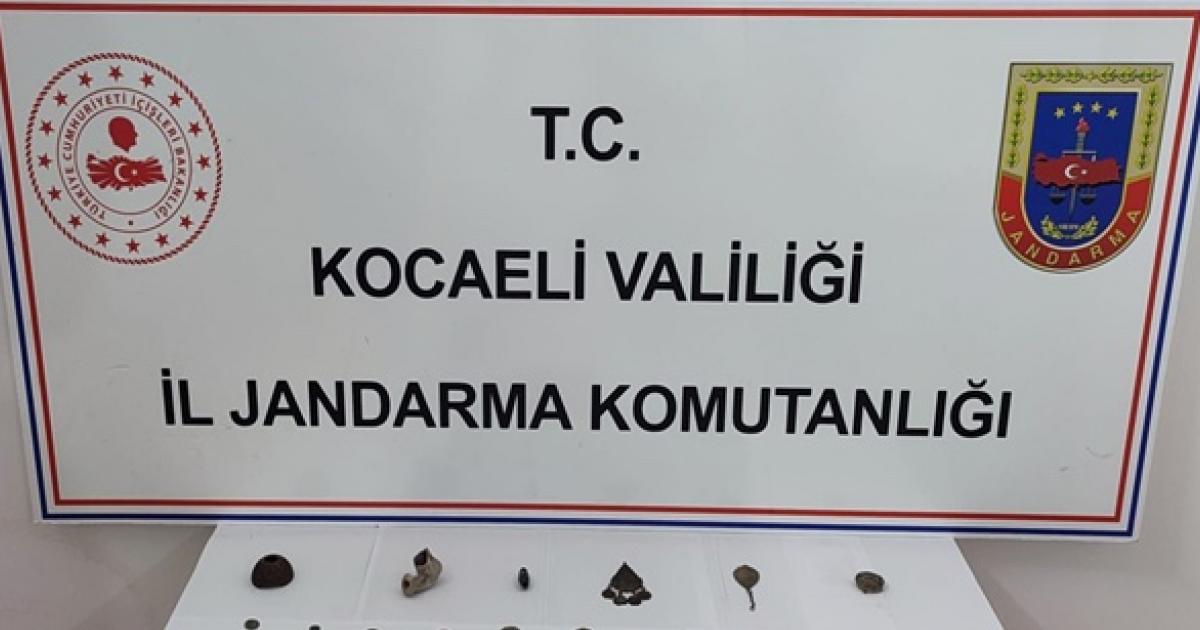 T.C.
KOCAELİ VALİLİĞİ
İL JANDARMA KOMUTANLIĞI
TÜRKİYE CUMHURİYETİ İÇİŞLERİ BAKANLIĞI
JANDARMA